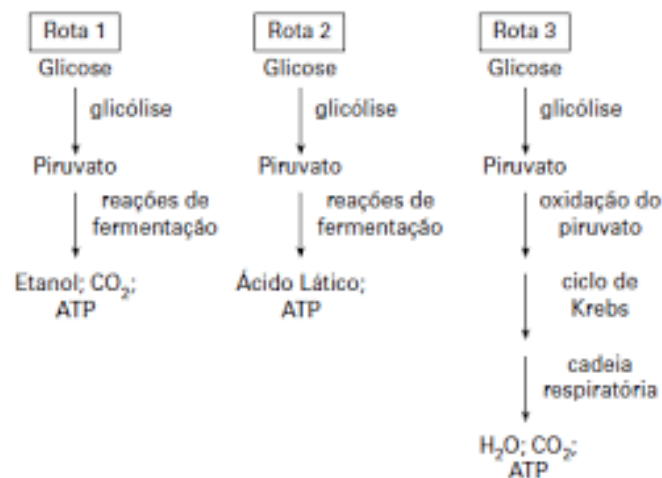 Rota 1
Glicose
glicólise
Piruvato
reações de
fermentação
Etanol; CO₂;
ATP
Rota 2
Glicose
glicólise
Piruvato
reações de
fermentação
Ácido Lático;
ATP
Rota 3
Glicose
glicólise
Piruvato
oxidação do
piruvato
ciclo de
Krebs
cadeia
respiratória
H₂O; CO₂;
ATP